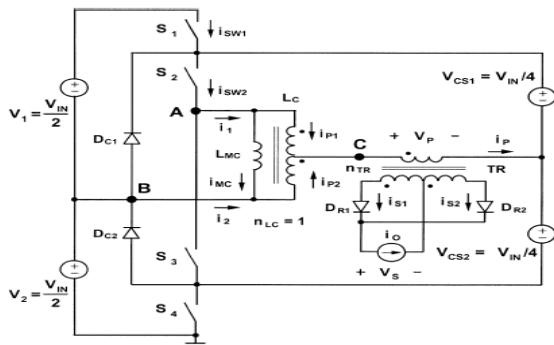 S1
iSW1
S2
iSW2
VCS1 = VIN/4
LC
V1 = VIN/2
A
i1
iP1
C
+ VP −
iP
DC1
LMC
nTR
TR
B
iMC
iP2
DR1
iS1
iS2
DR2
i2
nLC = 1
DC2
iO
VCS2 = VIN/4
+ VS −
V2 = VIN/2
S3
S4